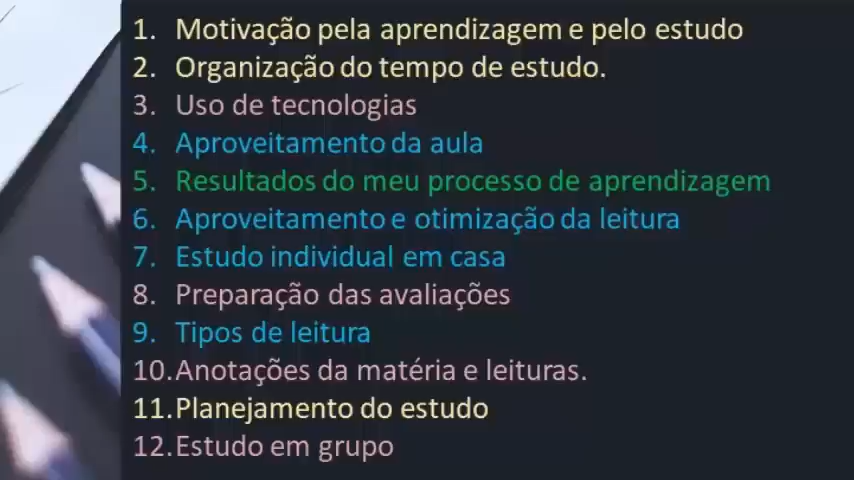 1. Motivação pela aprendizagem e pelo estudo
2. Organização do tempo de estudo.
3. Uso de tecnologias
4. Aproveitamento da aula
5. Resultados do meu processo de aprendizagem
6. Aproveitamento e otimização da leitura
7. Estudo individual em casa
8. Preparação das avaliações
9. Tipos de leitura
10. Anotações da matéria e leituras.
11. Planejamento do estudo
12. Estudo em grupo